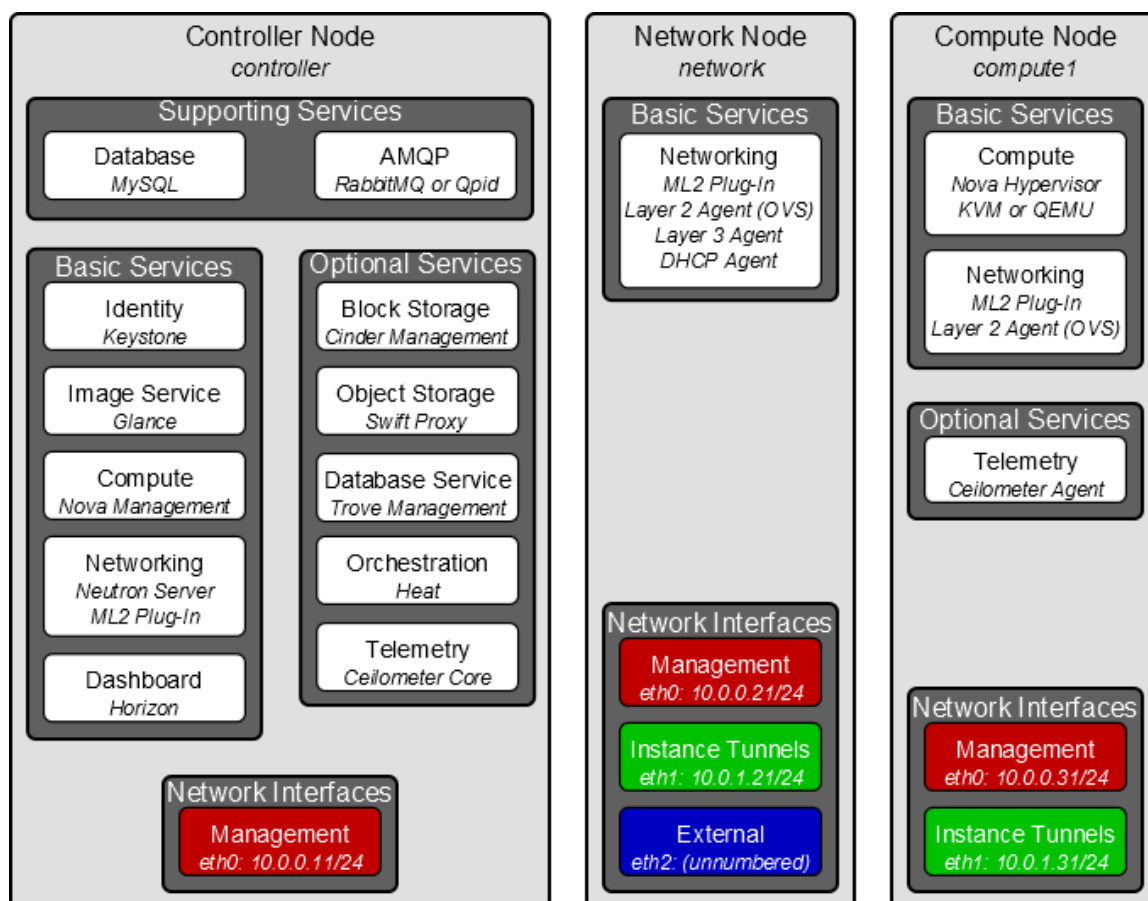 Controller Node
controller
Supporting Services
Database
MySQL
AMQP
RabbitMQ or Qpid
Basic Services
Identity
Keystone
Image Service
Glance
Compute
Nova Management
Networking
Neutron Server
ML2 Plug-In
Dashboard
Horizon
Optional Services
Block Storage
Cinder Management
Object Storage
Swift Proxy
Database Service
Trove Management
Orchestration
Heat
Telemetry
Ceilometer Core
Network Interfaces
Management
eth0: 10.0.0.11/24
Network Node
network
Basic Services
Networking
ML2 Plug-In
Layer 2 Agent (OVS)
Layer 3 Agent
DHCP Agent
Network Interfaces
Management
eth0: 10.0.0.21/24
Instance Tunnels
eth1: 10.0.1.21/24
External
eth2: (unnumbered)
Compute Node
compute1
Basic Services
Compute
Nova Hypervisor
KVM or QEMU
Networking
ML2 Plug-In
Layer 2 Agent (OVS)
Optional Services
Telemetry
Ceilometer Agent
Network Interfaces
Management
eth0: 10.0.0.31/24
Instance Tunnels
eth1: 10.0.1.31/24